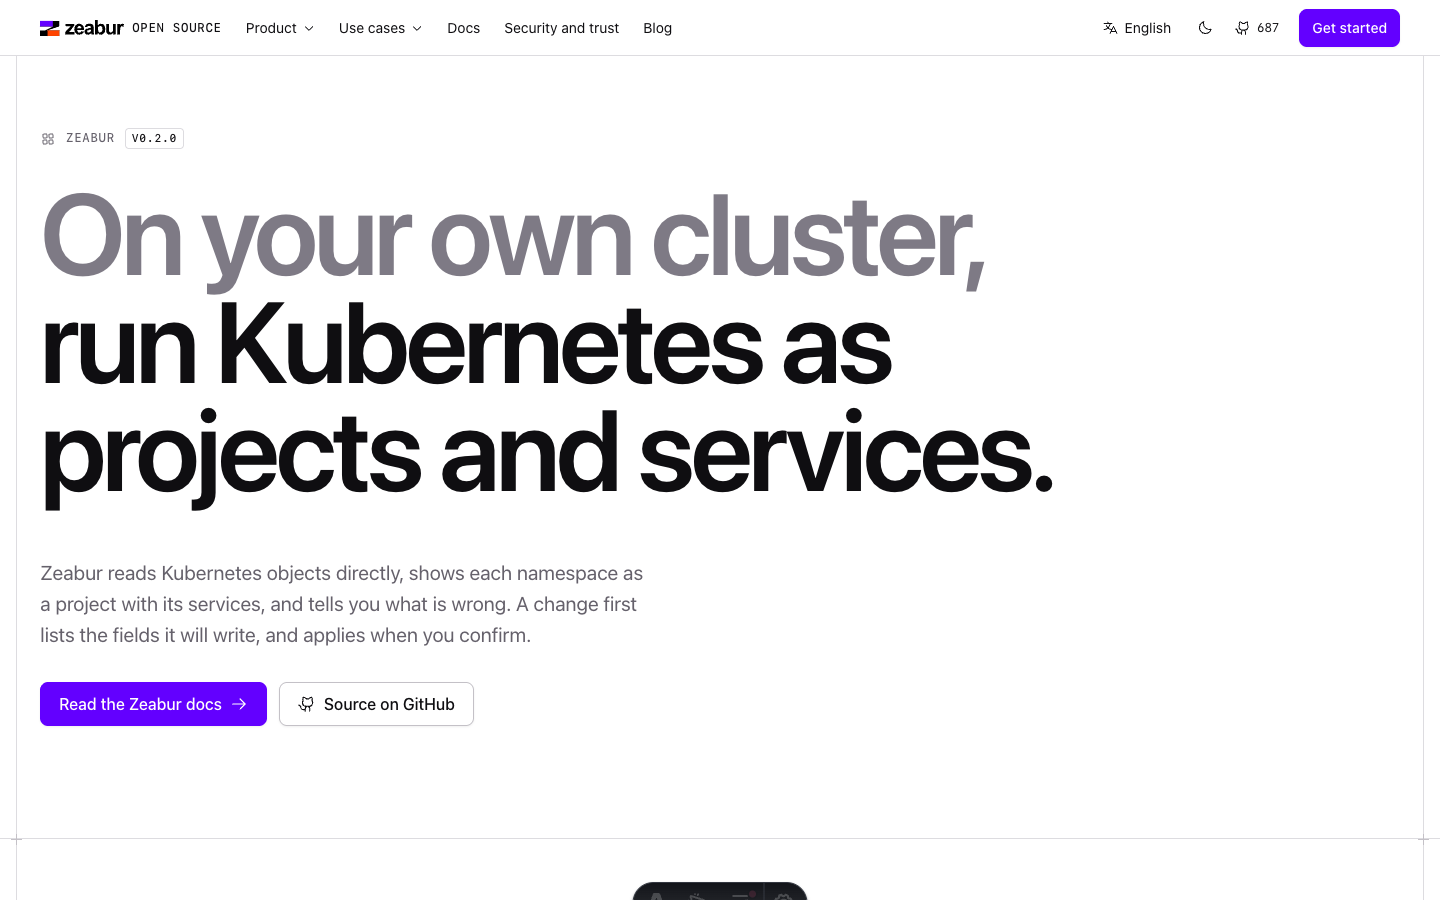 zeabur OPEN SOURCE Product Use cases Docs Security and trust Blog English 687 Get started
ZEABUR V0.2.0
On your own cluster,
run Kubernetes as
projects and services.
Zeabur reads Kubernetes objects directly, shows each namespace as
a project with its services, and tells you what is wrong. A change first
lists the fields it will write, and applies when you confirm.
Read the Zeabur docs Source on GitHub